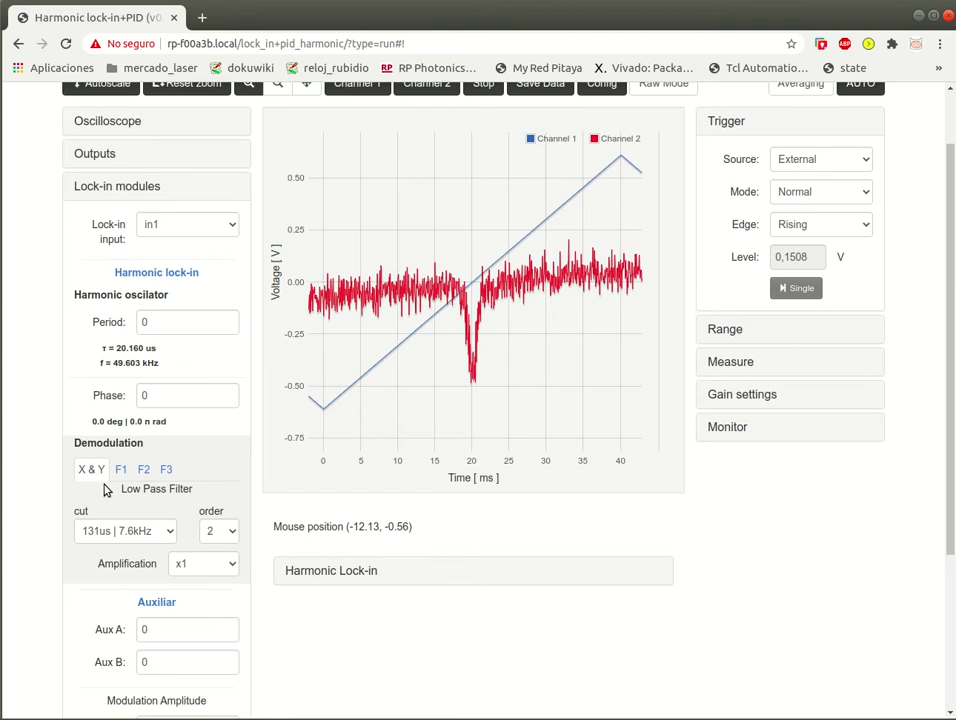 Harmonic lock-in+PID (v0
No seguro
rp-f00a3b.local/lock_in+pid_harmonic/?type=run#!
Aplicaciones
mercado_laser
dokuwiki
reloj_rubidio
RP Photonics…
My Red Pitaya
Vivado: Packa…
Tcl Automatio…
state
»
Autoscale
Reset zoom
Channel 1
Channel 2
Stop
Save Data
Config
Raw Mode
Averaging
AUTO
Oscilloscope
Outputs
Lock-in modules
Lock-in input:
in1
Harmonic lock-in
Harmonic oscilator
Period:
0
τ = 20.160 us
f = 49.603 kHz
Phase:
0
0.0 deg | 0.0 π rad
Demodulation
X & Y
F1
F2
F3
Low Pass Filter
cut
order
131us | 7.6kHz
2
Amplification
x1
Auxiliar
Aux A:
0
Aux B:
0
Modulation Amplitude
Channel 1
Channel 2
Voltage [ V ]
0.50
0.25
0.00
-0.25
-0.50
-0.75
0
5
10
15
20
25
30
35
40
Time [ ms ]
Mouse position (-12.13, -0.56)
Harmonic Lock-in
Trigger
Source:
External
Mode:
Normal
Edge:
Rising
Level:
0,1508
V
Single
Range
Measure
Gain settings
Monitor